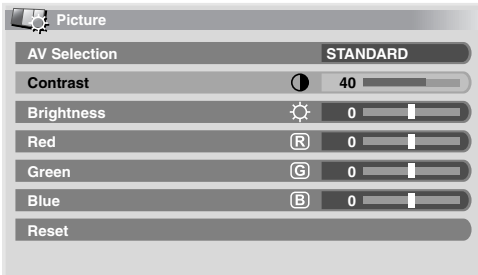 Picture
AV Selection STANDARD
Contrast 40
Brightness 0
Red R 0
Green G 0
Blue B 0
Reset